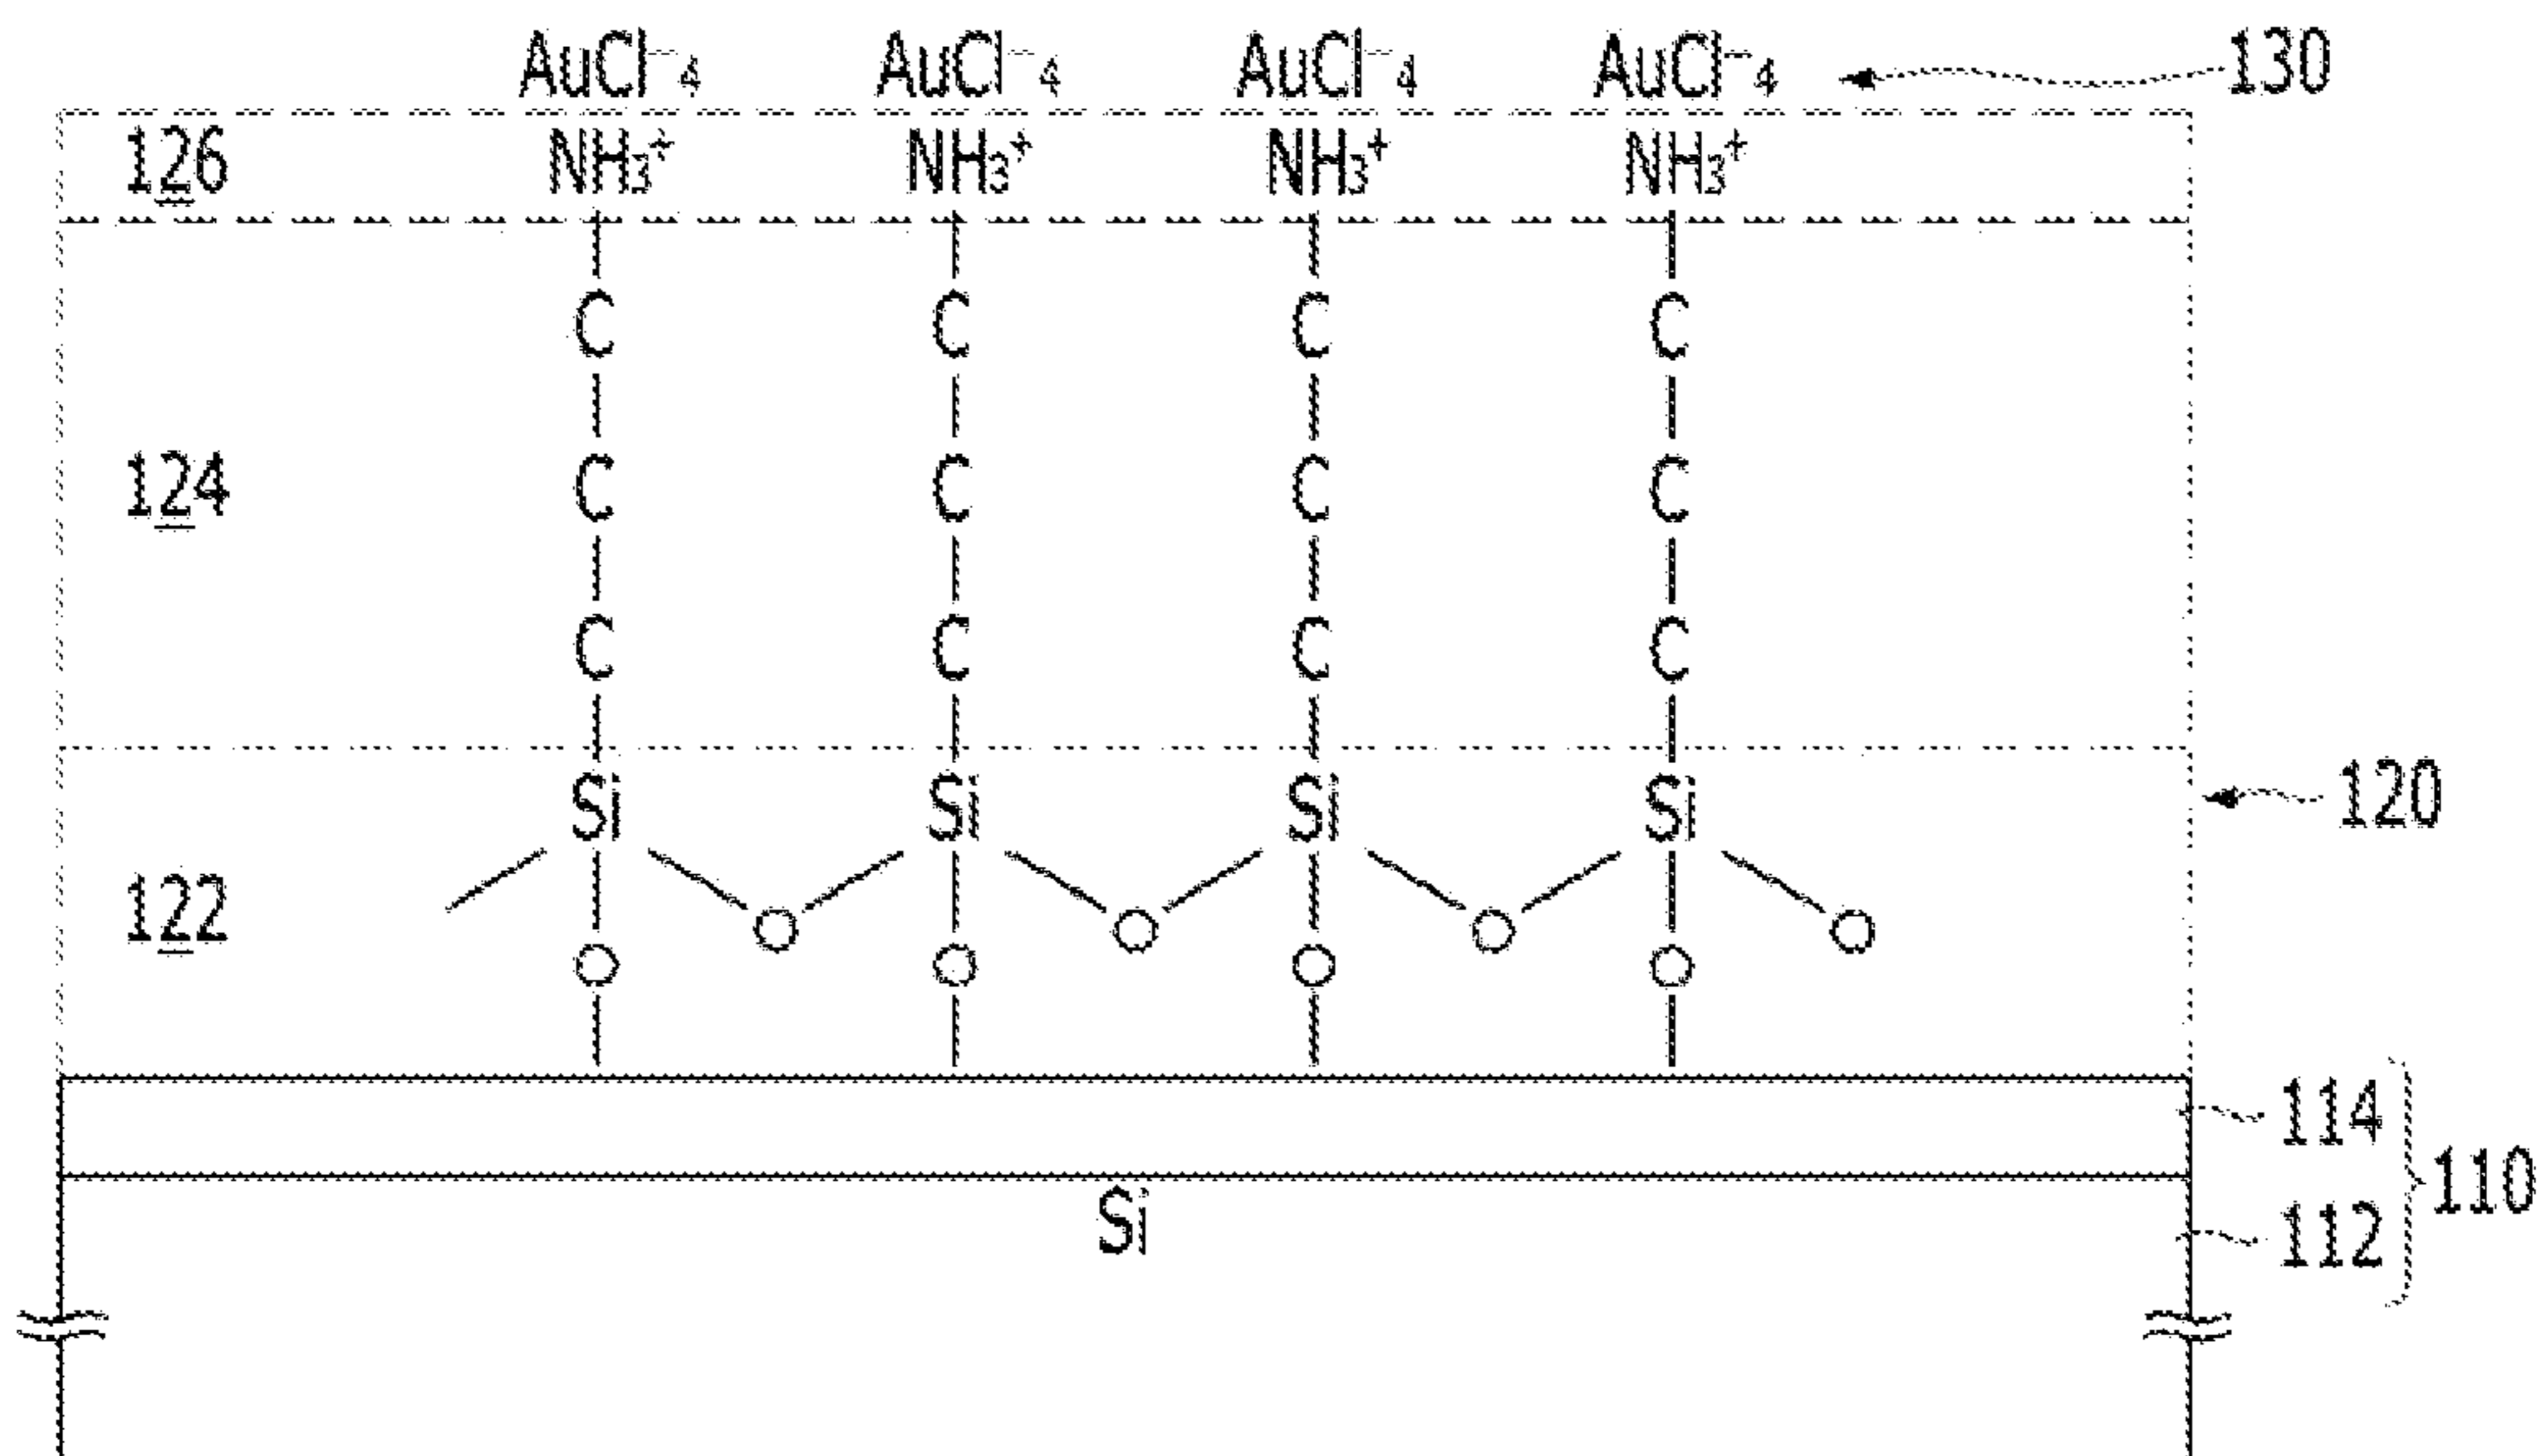 AuCl⁻₄ AuCl⁻₄ AuCl⁻₄ AuCl⁻₄ 130
126 NH₃⁺ NH₃⁺ NH₃⁺ NH₃⁺
C C C C
124 C C C C
C C C C
Si Si Si Si 120
122 O O O O
O O O O
114
110
Si 112